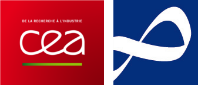 DE LA RECHERCHE À L'INDUSTRIE
cea